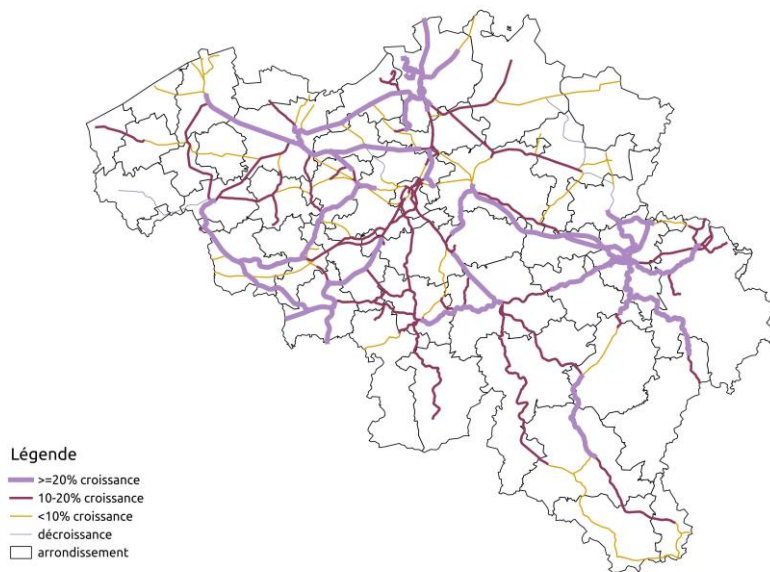 Légende
>=20% croissance
10-20% croissance
<10% croissance
décroissance
arrondissement